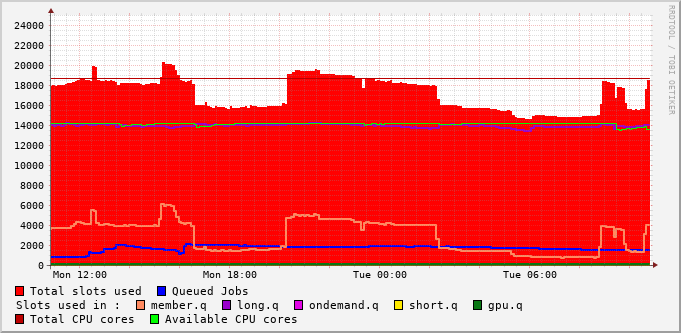 24000
22000
20000
18000
16000
14000
12000
10000
8000
6000
4000
2000
0
Mon 12:00 Mon 18:00 Tue 00:00 Tue 06:00
RRDTOOL / TOBI OETIKER
Total slots used Queued Jobs
Slots used in : member.q long.q ondemand.q short.q gpu.q
Total CPU cores Available CPU cores